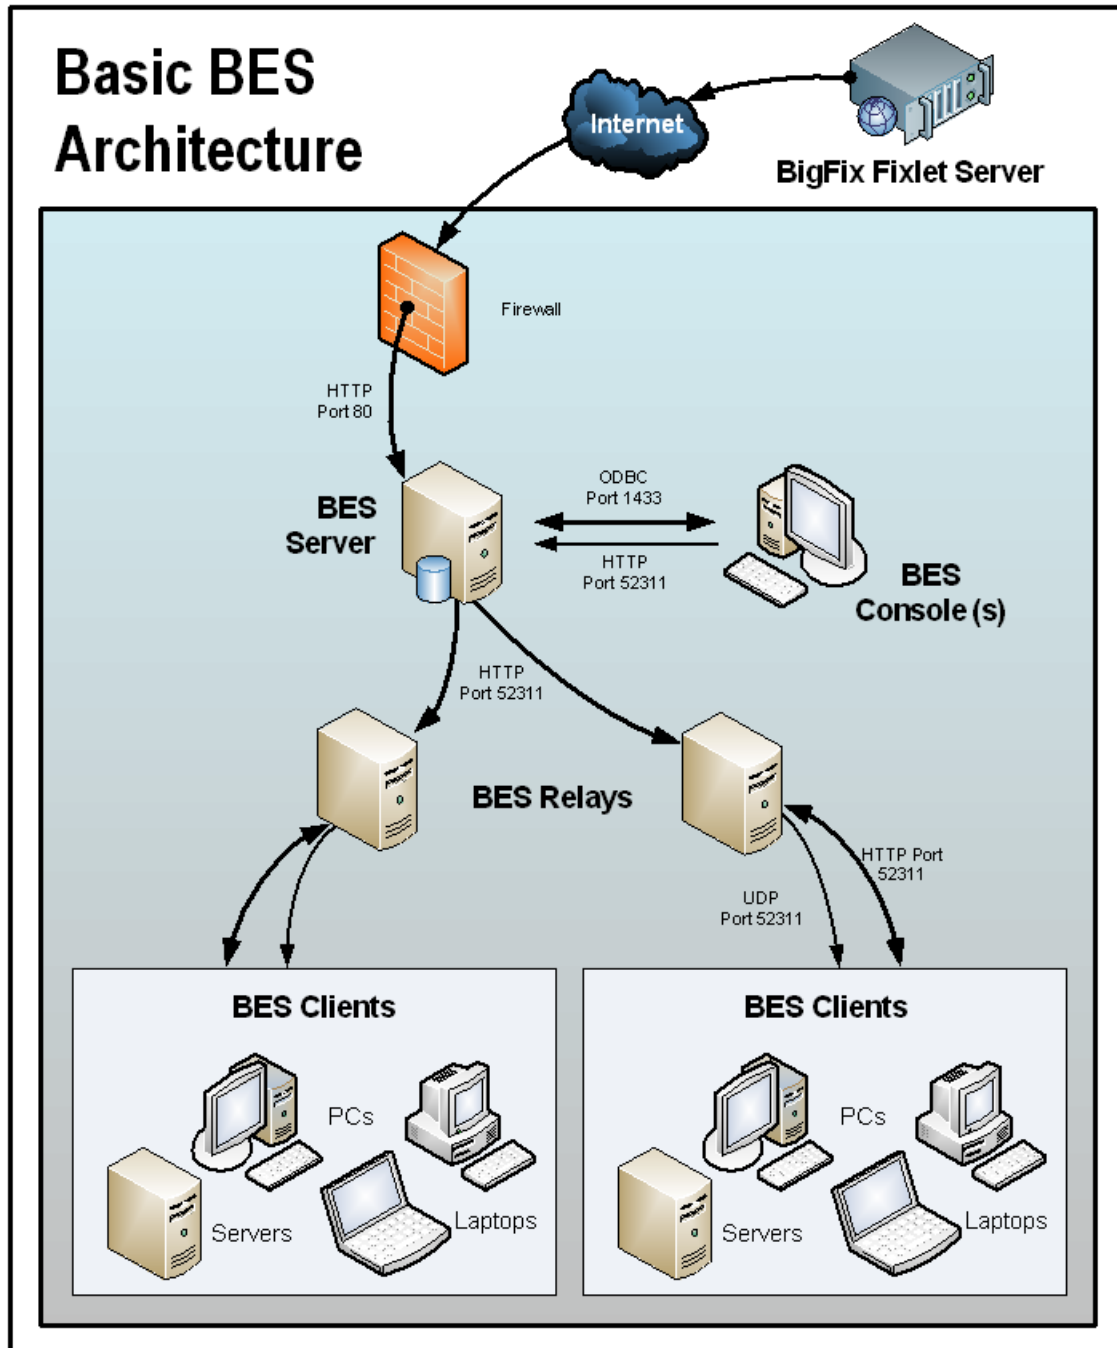 Basic BES
Architecture
Internet
BigFix Fixlet Server
Firewall
HTTP
Port 80
BES
Server
ODBC
Port 1433
HTTP
Port 52311
BES
Console (s)
HTTP
Port 52311
BES Relays
HTTP Port
52311
UDP
Port 52311
BES Clients
PCs
Servers
Laptops
BES Clients
PCs
Servers
Laptops